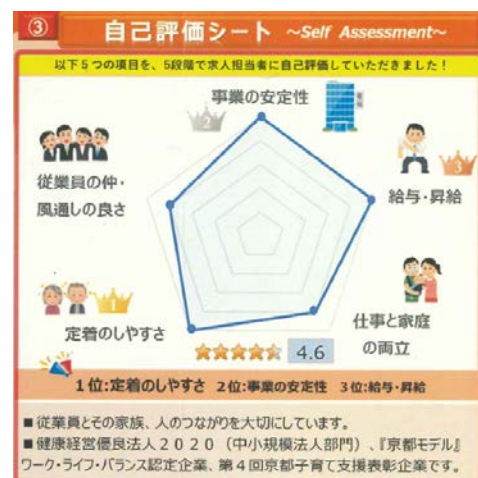 ③ 自己評価シート ～Self Assessment～
以下5つの項目を、5段階で求人担当者に自己評価していただきました！
事業の安定性
2
従業員の仲・
風通しの良さ
3
給与・昇給
1
定着のしやすさ
仕事と家庭
の両立
4.6
1位:定着のしやすさ 2位:事業の安定性 3位:給与・昇給
■従業員とその家族、人のつながりを大切にしています。
■健康経営優良法人２０２０（中小規模法人部門）、『京都モデル』
ワーク・ライフ・バランス認定企業、第４回京都子育て支援表彰企業です。